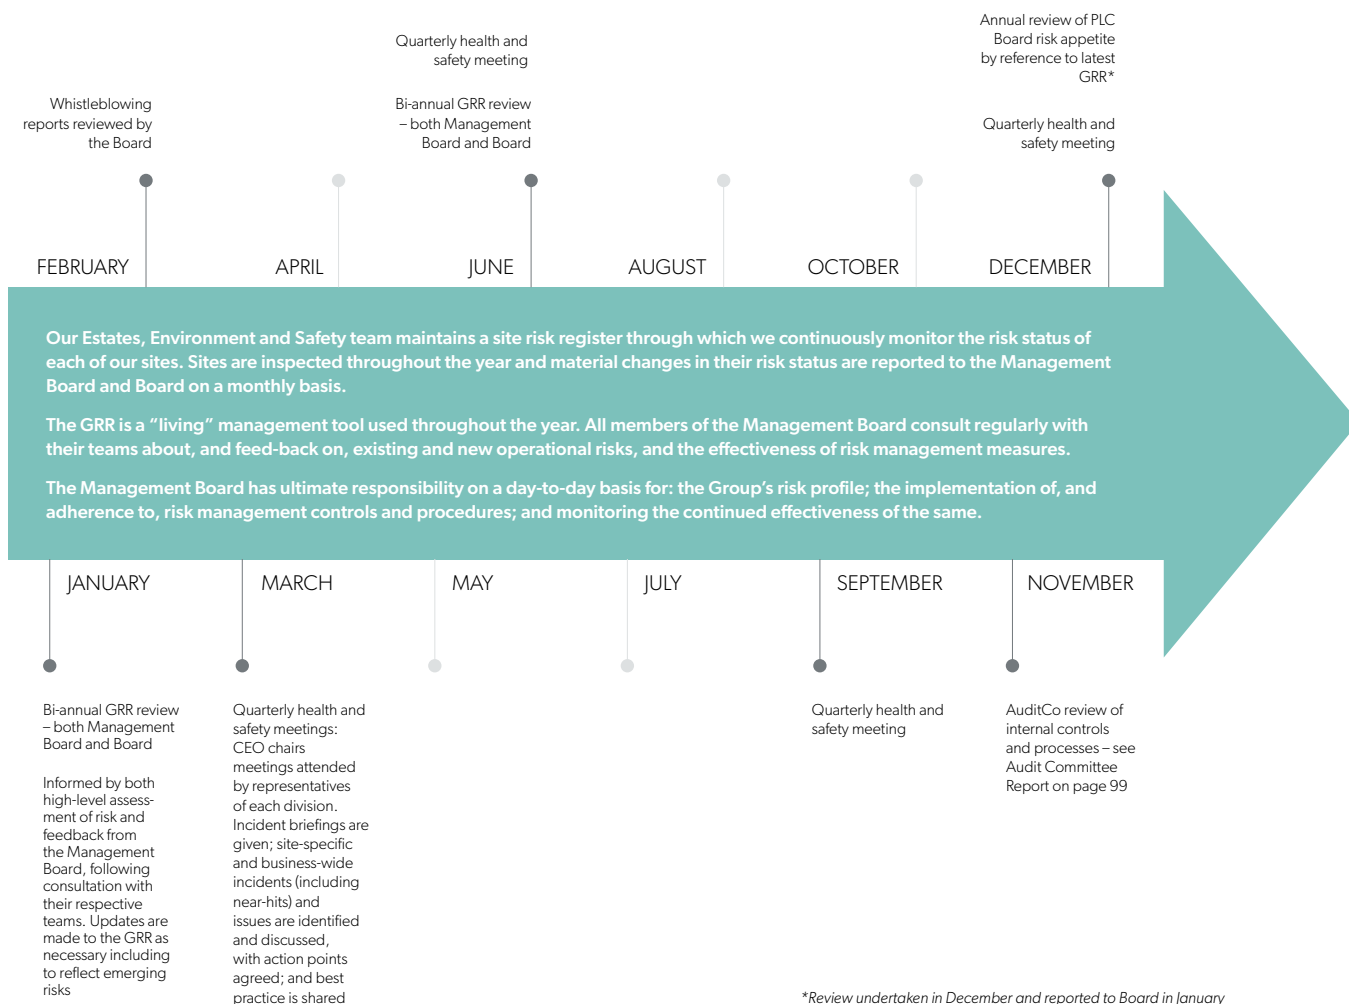 Whistleblowing
reports reviewed by
the Board
Quarterly health and
safety meeting
Bi-annual GRR review
– both Management
Board and Board
Annual review of PLC
Board risk appetite
by reference to latest
GRR*
Quarterly health and
safety meeting
FEBRUARY
APRIL
JUNE
AUGUST
OCTOBER
DECEMBER
Our Estates, Environment and Safety team maintains a site risk register through which we continuously monitor the risk status of
each of our sites. Sites are inspected throughout the year and material changes in their risk status are reported to the Management
Board and Board on a monthly basis.
The GRR is a “living” management tool used throughout the year. All members of the Management Board consult regularly with
their teams about, and feed-back on, existing and new operational risks, and the effectiveness of risk management measures.
The Management Board has ultimate responsibility on a day-to-day basis for: the Group’s risk profile; the implementation of, and
adherence to, risk management controls and procedures; and monitoring the continued effectiveness of the same.
JANUARY
MARCH
MAY
JULY
SEPTEMBER
NOVEMBER
Bi-annual GRR review
– both Management
Board and Board
Informed by both
high-level assess-
ment of risk and
feedback from
the Management
Board, following
consultation with
their respective
teams. Updates are
made to the GRR as
necessary including
to reflect emerging
risks
Quarterly health and
safety meetings:
CEO chairs
meetings attended
by representatives
of each division.
Incident briefings are
given; site-specific
and business-wide
incidents (including
near-hits) and
issues are identified
and discussed,
with action points
agreed; and best
practice is shared
Quarterly health and
safety meeting
AuditCo review of
internal controls
and processes – see
Audit Committee
Report on page 99
*Review undertaken in December and reported to Board in January